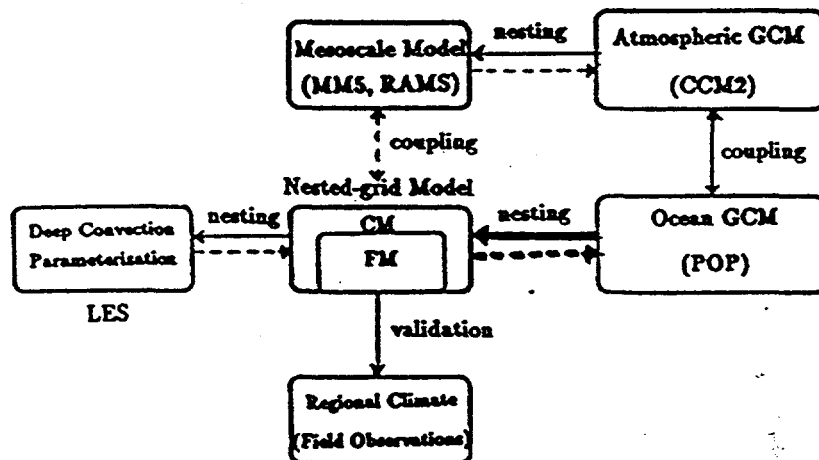 nesting
Mesoscale Model
(MM5, RAMS)
Atmospheric GCM
(CCM2)
coupling
coupling
Nested-grid Model
nesting
nesting
Deep Convection
Parameterisation
CM
FM
Ocean GCM
(POP)
LES
validation
Regional Climate
(Field Observations)